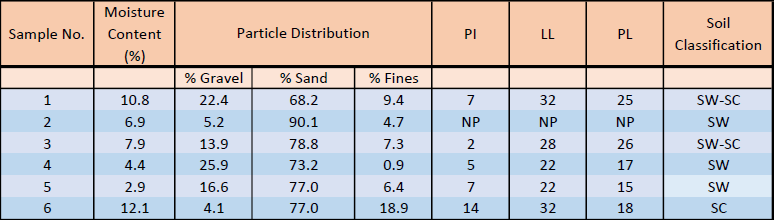 Sample No. Moisture Content (%) Particle Distribution PI LL PL Soil Classification
% Gravel % Sand % Fines
1 10.8 22.4 68.2 9.4 7 32 25 SW-SC
2 6.9 5.2 90.1 4.7 NP NP NP SW
3 7.9 13.9 78.8 7.3 2 28 26 SW-SC
4 4.4 25.9 73.2 0.9 5 22 17 SW
5 2.9 16.6 77.0 6.4 7 22 15 SW
6 12.1 4.1 77.0 18.9 14 32 18 SC